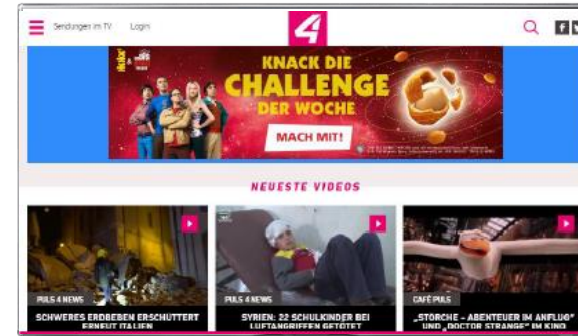 Sendungen im TV Login
4
KNACK DIE
CHALLENGE
DER WOCHE
MACH MIT!
NEUESTE VIDEOS
PULS 4 NEWS
SCHWERES ERDBEBEN ERSCHÜTTERT
ERNEUT ITALIEN
PULS 4 NEWS
SYRIEN: 22 SCHULKINDER BEI
LUFTANGRIFFEN GETÖTET
CAFÉ PULS
„STÖRCHE - ABENTEUER IM ANFLUG"
UND „DOCTOR STRANGE" IM KINO